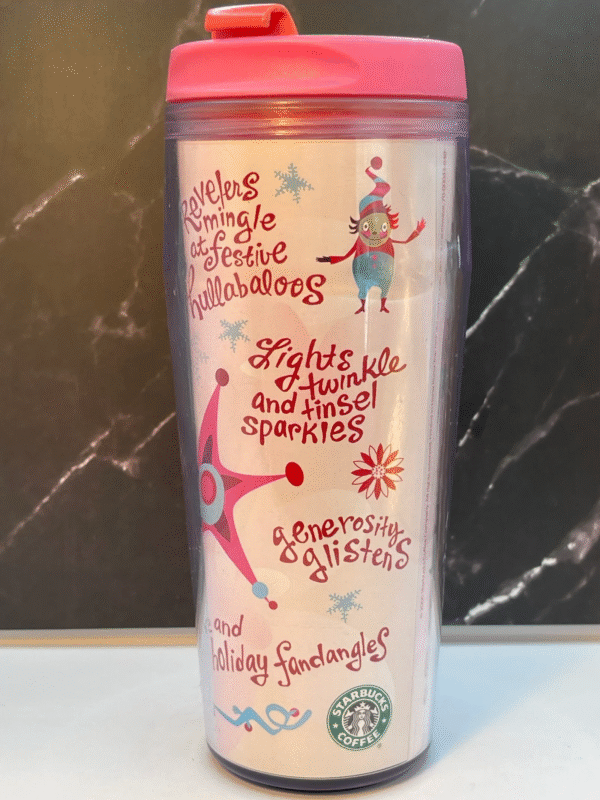 Revelers
mingle
at festive
hullabaloos
Lights
twinkle
and tinsel
sparkles
generosity
glistens
and
holiday fandangles
STARBUCKS
COFFEE